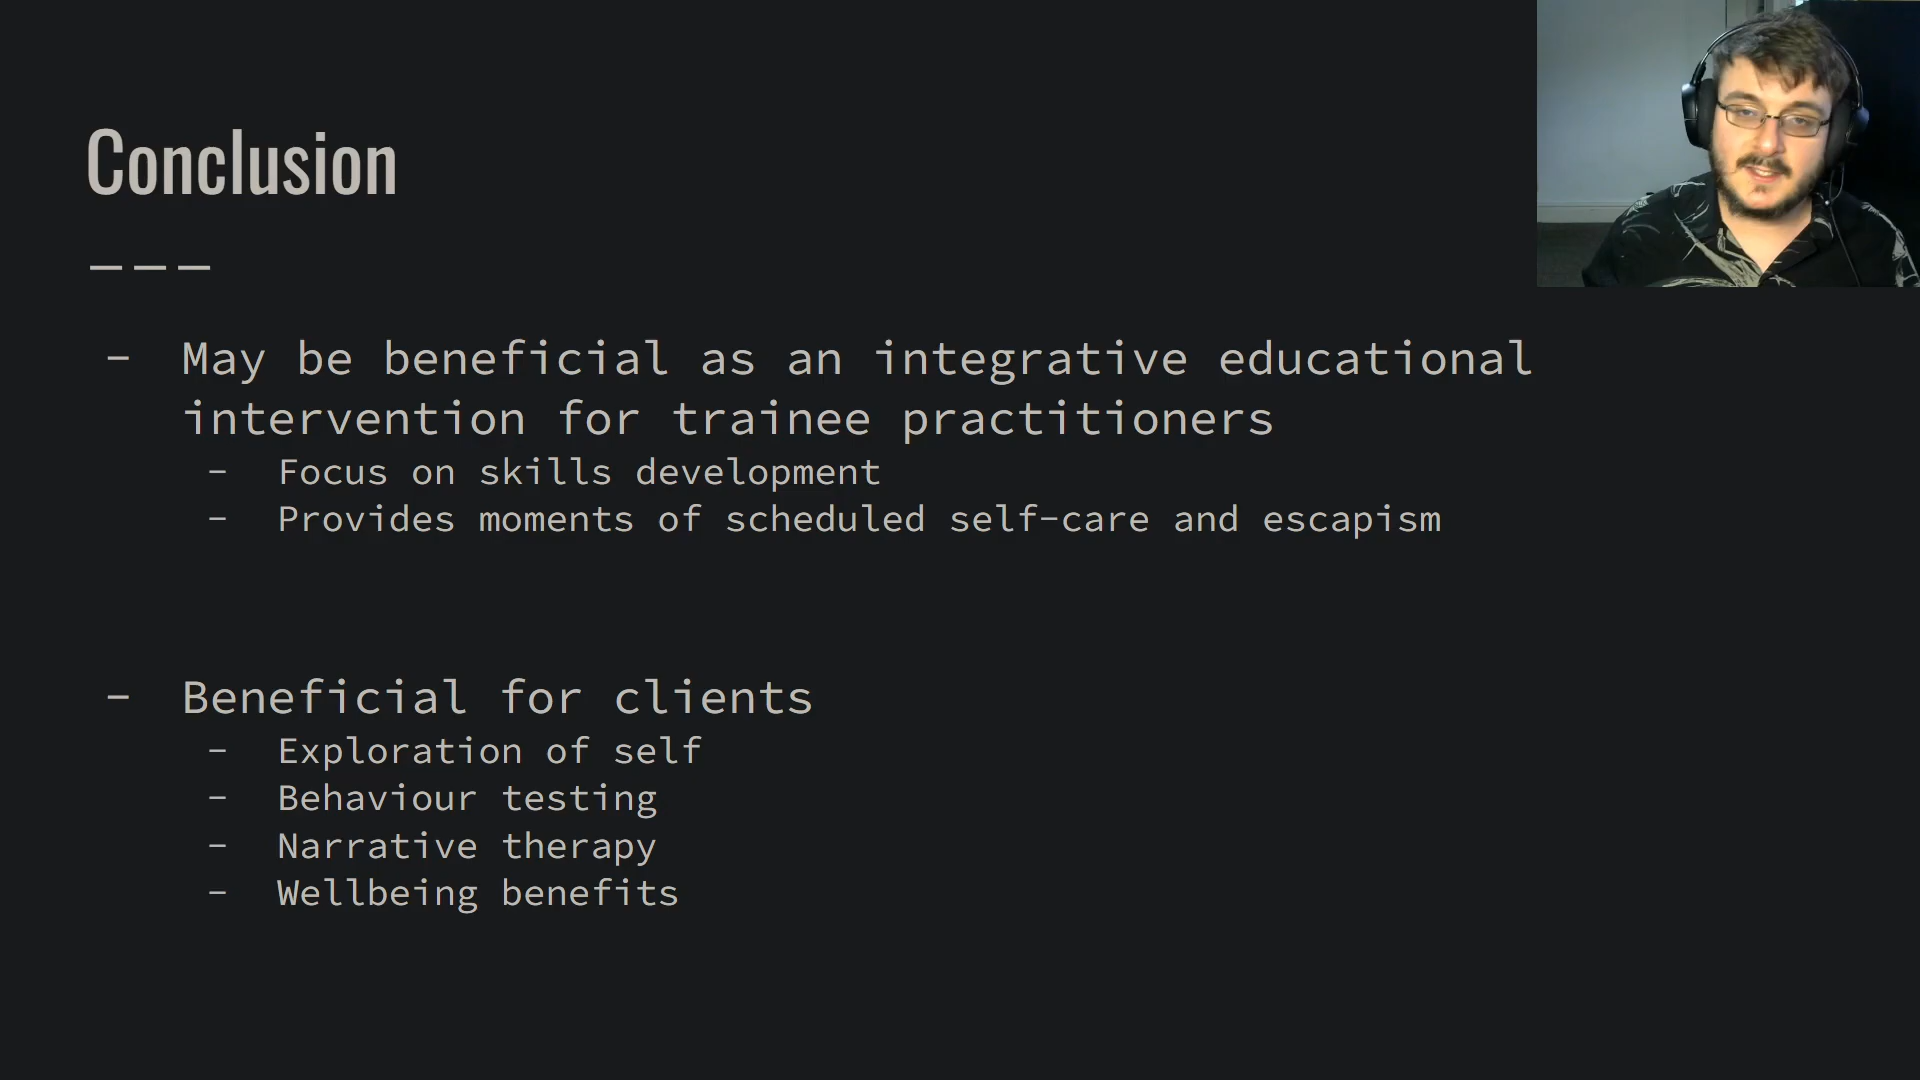 Conclusion
– May be beneficial as an integrative educational
intervention for trainee practitioners
– Focus on skills development
– Provides moments of scheduled self-care and escapism
– Beneficial for clients
– Exploration of self
– Behaviour testing
– Narrative therapy
– Wellbeing benefits